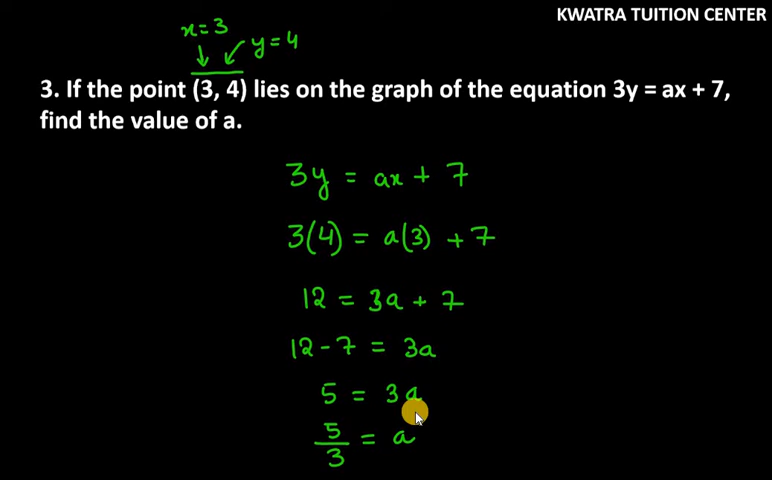 KWATRA TUITION CENTER
x=3
y=4
3. If the point (3, 4) lies on the graph of the equation 3y = ax + 7,
find the value of a.
3y = ax + 7
3(4) = a(3) + 7
12 = 3a + 7
12 - 7 = 3a
5 = 3a
5/3 = a